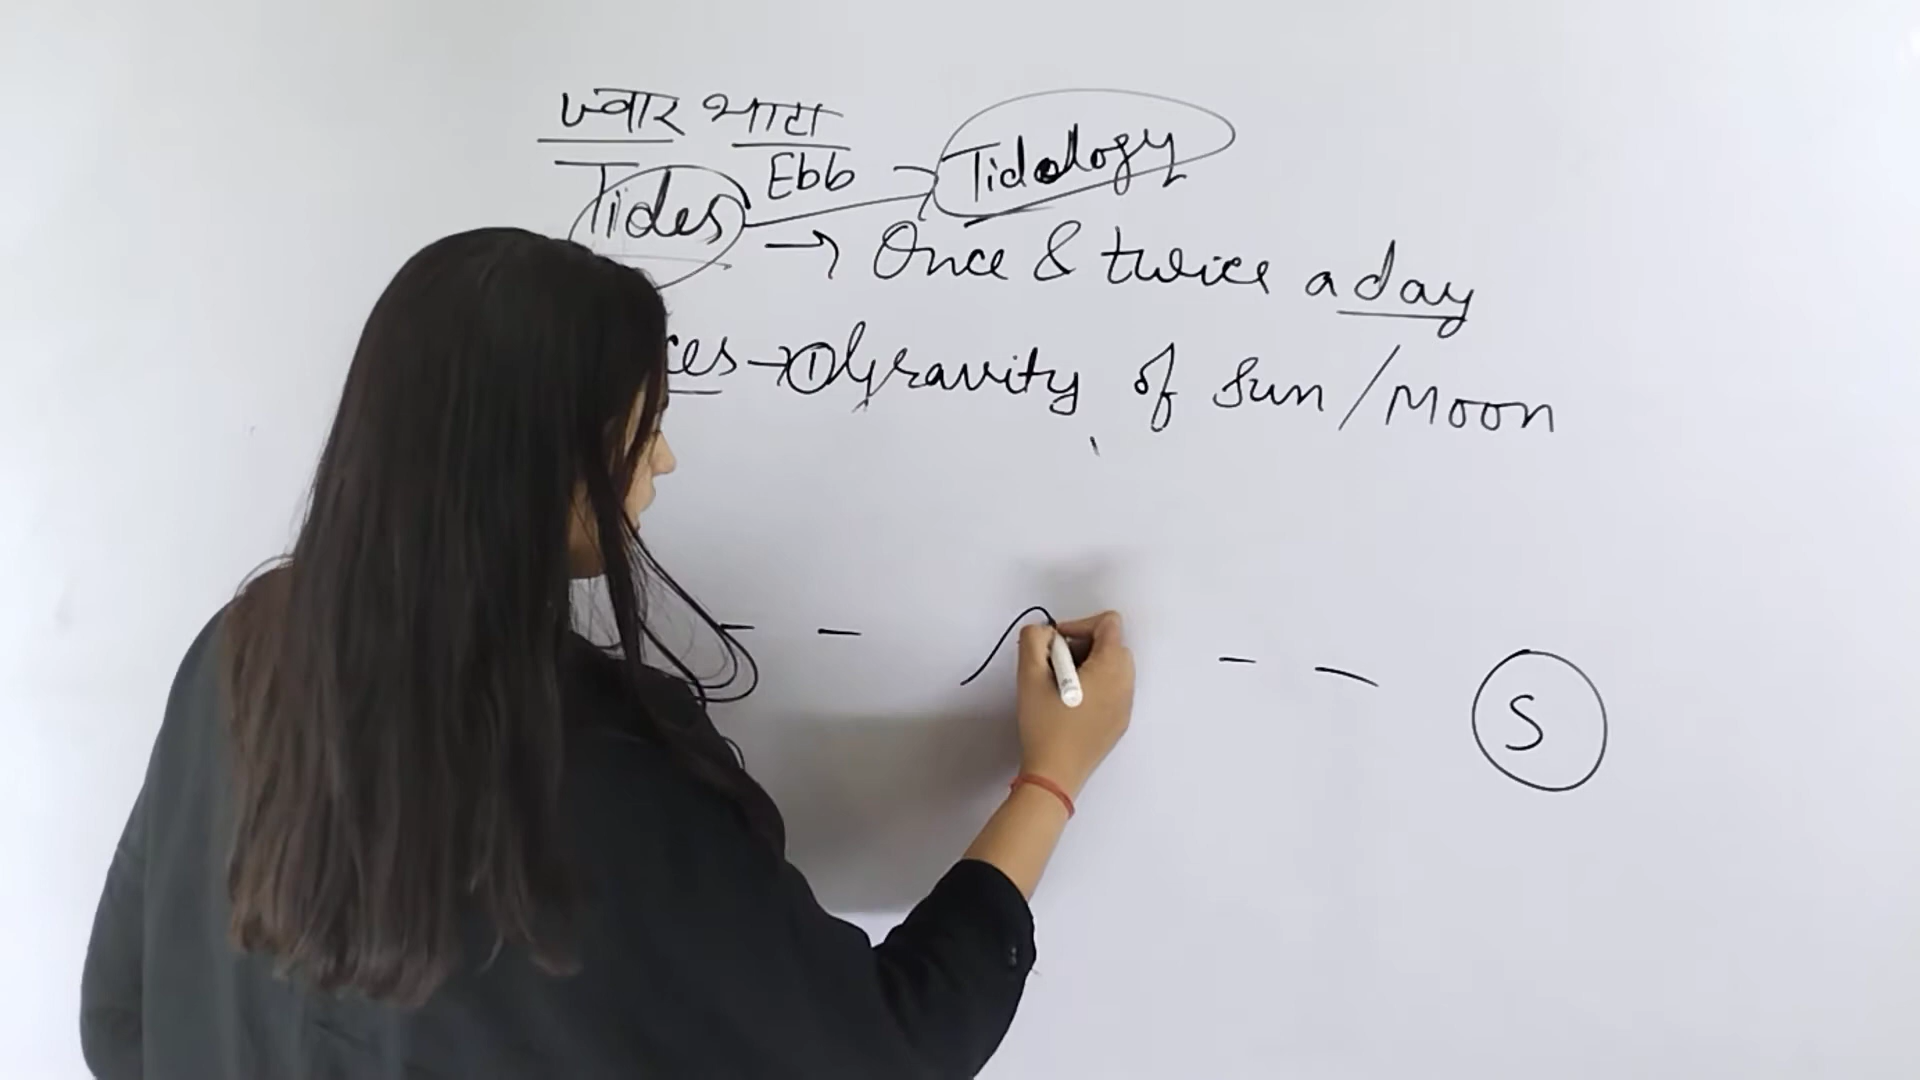 ज्वार भाटा
Ebb → Tidology
Tides → Once & twice a day
ces → ① Gravity of Sun/Moon
S